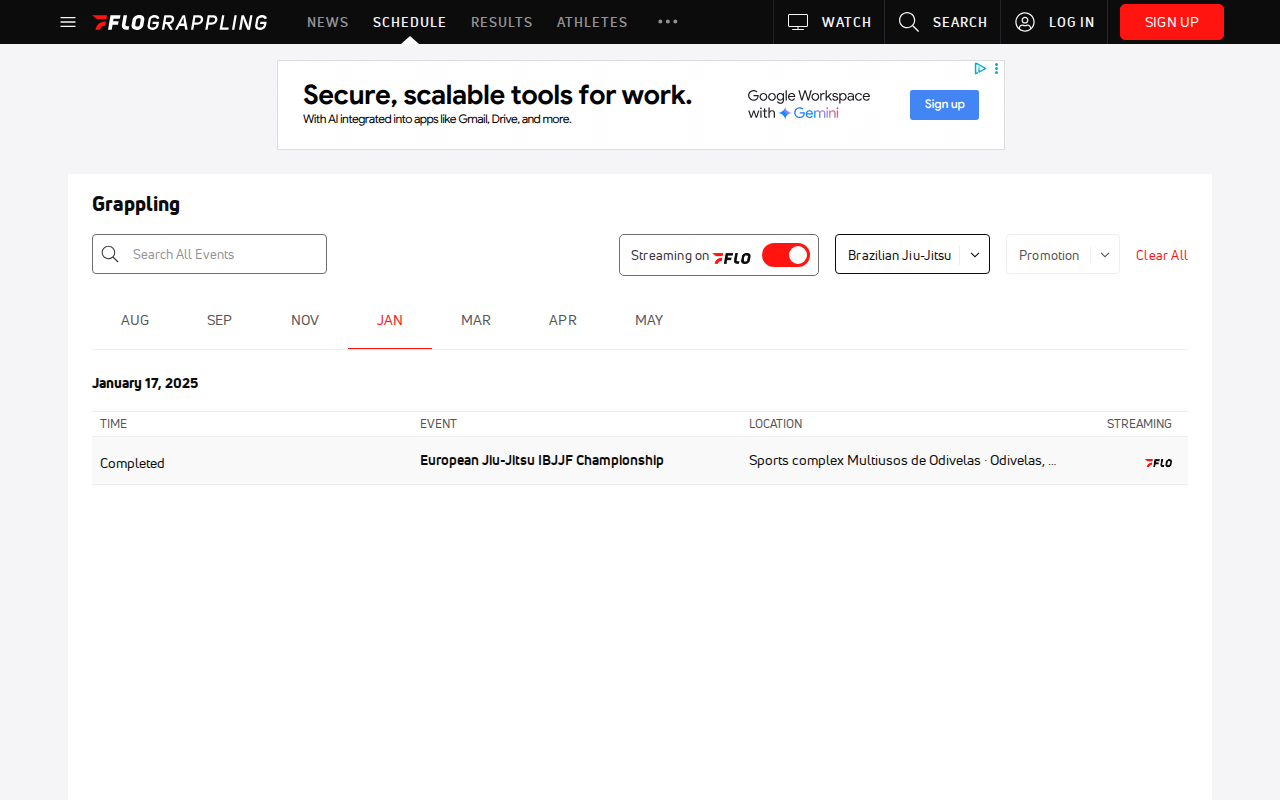 FLOGRAPPLING NEWS SCHEDULE RESULTS ATHLETES WATCH SEARCH LOG IN SIGN UP
Secure, scalable tools for work.
With AI integrated into apps like Gmail, Drive, and more.
Google Workspace
with Gemini
Sign up
Grappling
Search All Events
Streaming on FLO
Brazilian Jiu-Jitsu
Promotion
Clear All
AUG SEP NOV JAN MAR APR MAY
January 17, 2025
TIME EVENT LOCATION STREAMING
Completed European Jiu-Jitsu IBJJF Championship Sports complex Multiusos de Odivelas · Odivelas, ... FLO